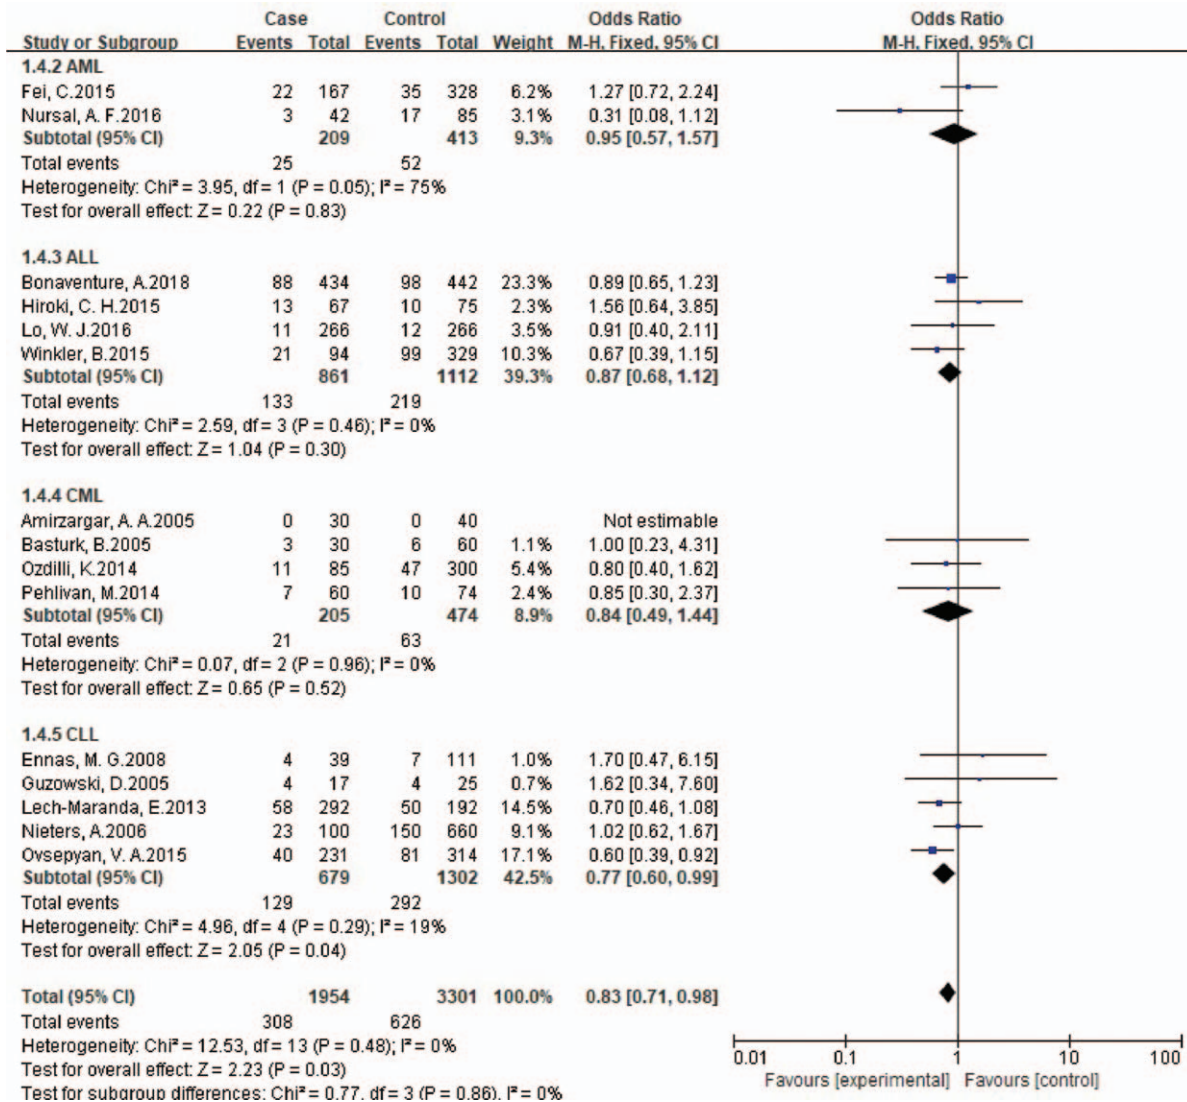 Case Control Odds Ratio Odds Ratio
Study or Subgroup Events Total Events Total Weight M-H, Fixed, 95% CI M-H, Fixed, 95% CI
1.4.2 AML
Fei, C.2015 22 167 35 328 6.2% 1.27 [0.72, 2.24]
Nursal, A. F.2016 3 42 17 85 3.1% 0.31 [0.08, 1.12]
Subtotal (95% CI) 209 413 9.3% 0.95 [0.57, 1.57]
Total events 25 52
Heterogeneity: Chi² = 3.95, df = 1 (P = 0.05); I² = 75%
Test for overall effect: Z = 0.22 (P = 0.83)
1.4.3 ALL
Bonaventure, A.2018 88 434 98 442 23.3% 0.89 [0.65, 1.23]
Hiroki, C. H.2015 13 67 10 75 2.3% 1.56 [0.64, 3.85]
Lo, W. J.2016 11 266 12 266 3.5% 0.91 [0.40, 2.11]
Winkler, B.2015 21 94 99 329 10.3% 0.67 [0.39, 1.15]
Subtotal (95% CI) 861 1112 39.3% 0.87 [0.68, 1.12]
Total events 133 219
Heterogeneity: Chi² = 2.59, df = 3 (P = 0.46); I² = 0%
Test for overall effect: Z = 1.04 (P = 0.30)
1.4.4 CML
Amirzargar, A. A.2005 0 30 0 40 Not estimable
Basturk, B.2005 3 30 6 60 1.1% 1.00 [0.23, 4.31]
Ozdilli, K.2014 11 85 47 300 5.4% 0.80 [0.40, 1.62]
Pehlivan, M.2014 7 60 10 74 2.4% 0.85 [0.30, 2.37]
Subtotal (95% CI) 205 474 8.9% 0.84 [0.49, 1.44]
Total events 21 63
Heterogeneity: Chi² = 0.07, df = 2 (P = 0.96); I² = 0%
Test for overall effect: Z = 0.65 (P = 0.52)
1.4.5 CLL
Ennas, M. G.2008 4 39 7 111 1.0% 1.70 [0.47, 6.15]
Guzowski, D.2005 4 17 4 25 0.7% 1.62 [0.34, 7.60]
Lech-Maranda, E.2013 58 292 50 192 14.5% 0.70 [0.46, 1.08]
Nieters, A.2006 23 100 150 660 9.1% 1.02 [0.62, 1.67]
Ovsepyan, V. A.2015 40 231 81 314 17.1% 0.60 [0.39, 0.92]
Subtotal (95% CI) 679 1302 42.5% 0.77 [0.60, 0.99]
Total events 129 292
Heterogeneity: Chi² = 4.96, df = 4 (P = 0.29); I² = 19%
Test for overall effect: Z = 2.05 (P = 0.04)
Total (95% CI) 1954 3301 100.0% 0.83 [0.71, 0.98]
Total events 308 626
Heterogeneity: Chi² = 12.53, df = 13 (P = 0.48); I² = 0%
Test for overall effect: Z = 2.23 (P = 0.03)
Test for subgroup differences: Chi² = 0.77, df = 3 (P = 0.86), I² = 0%
0.01 0.1 1 10 100
Favours [experimental] Favours [control]